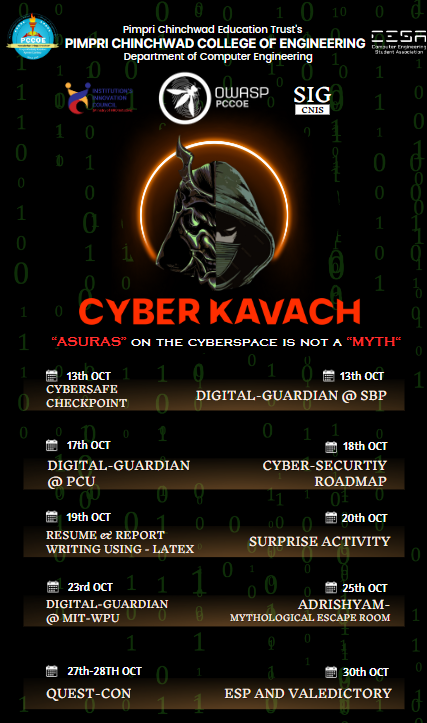 Pimpri Chinchwad Education Trust's
PIMPRI CHINCHWAD COLLEGE OF ENGINEERING
Department of Computer Engineering
PCCOE
CESA
Computer Engineering
Student Association
INSTITUTION'S
INNOVATION
COUNCIL
OWASP
PCCOE
SIG
CNIS
CYBER KAVACH
"ASURAS" ON THE CYBERSPACE IS NOT A "MYTH"
13th OCT
CYBERSAFE
CHECKPOINT
13th OCT
DIGITAL-GUARDIAN @ SBP
17th OCT
DIGITAL-GUARDIAN
@ PCU
18th OCT
CYBER-SECURTIY
ROADMAP
19th OCT
RESUME & REPORT
WRITING USING - LATEX
20th OCT
SURPRISE ACTIVITY
23rd OCT
DIGITAL-GUARDIAN
@ MIT-WPU
25th OCT
ADRISHYAM-
MYTHOLOGICAL ESCAPE ROOM
27th-28TH OCT
QUEST-CON
30th OCT
ESP AND VALEDICTORY